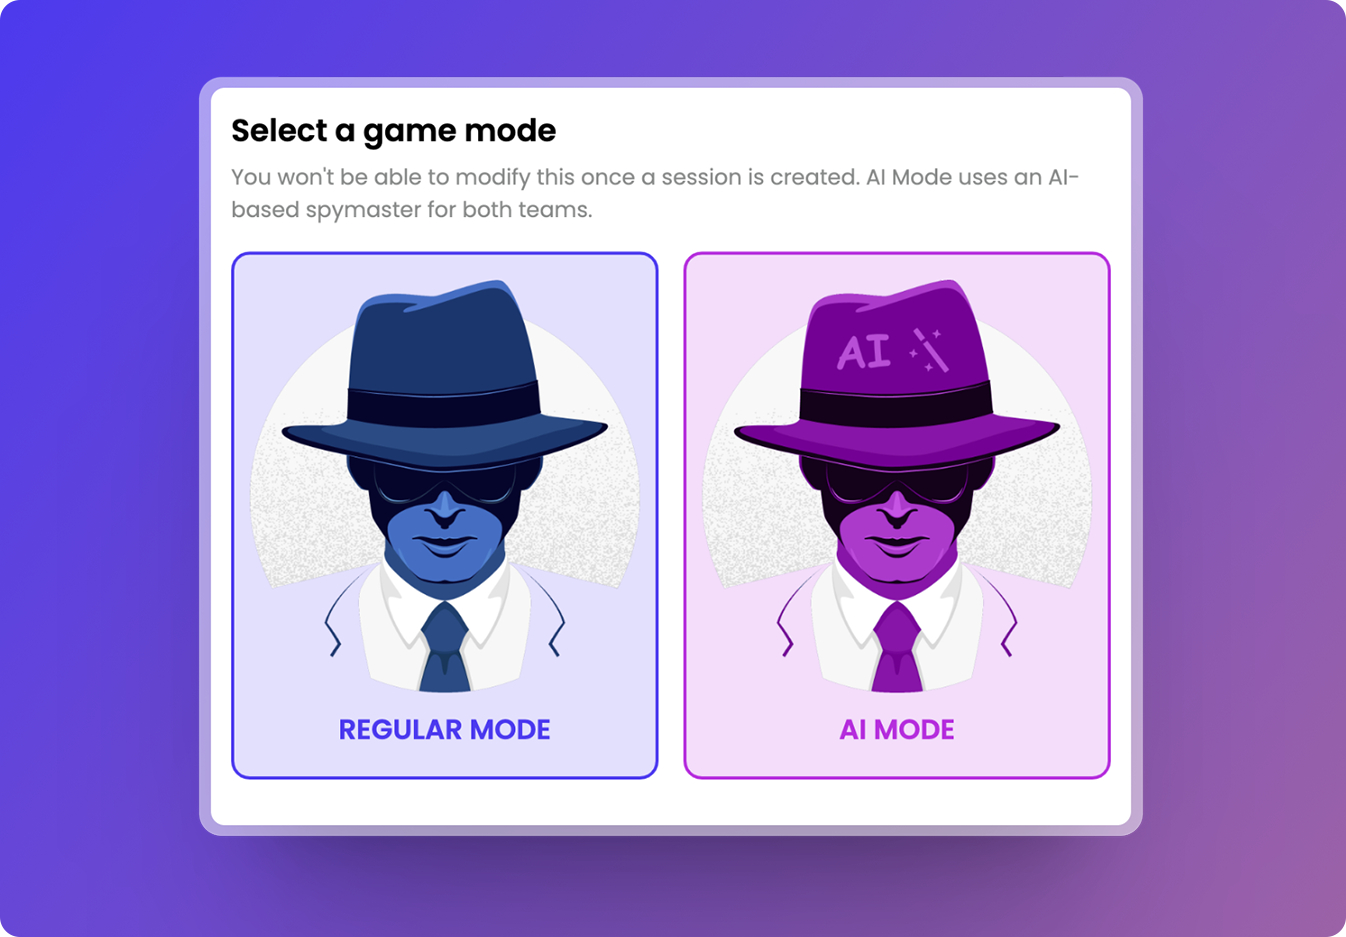 Select a game mode
You won't be able to modify this once a session is created. AI Mode uses an AI-
based spymaster for both teams.
AI
REGULAR MODE
AI MODE